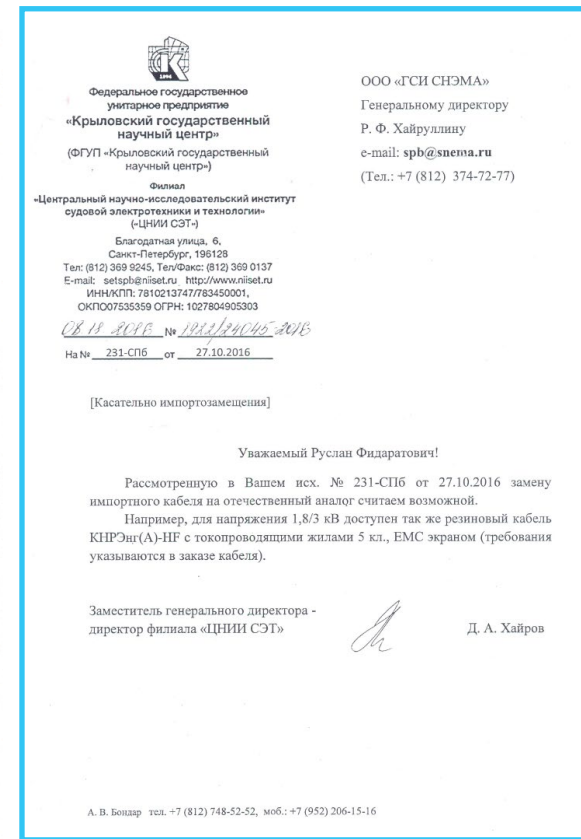 1894
Федеральное государственное
унитарное предприятие
«Крыловский государственный
научный центр»
(ФГУП «Крыловский государственный
научный центр»)
Филиал
«Центральный научно-исследовательский институт
судовой электротехники и технологии»
(«ЦНИИ СЭТ»)
Благодатная улица, 6,
Санкт-Петербург, 196128
Тел: (812) 369 9245, Тел/Факс: (812) 369 0137
E-mail: setspb@niiset.ru http://www.niiset.ru
ИНН/КПП: 7810213747/783450001,
ОКПО07535359 ОГРН: 1027804905303
№ 1922/24045-2016
На № 231-СПб от 27.10.2016
ООО «ГСИ СНЭМА»
Генеральному директору
Р. Ф. Хайруллину
e-mail: spb@snema.ru
(Тел.: +7 (812) 374-72-77)
[Касательно импортозамещения]
Уважаемый Руслан Фидаратович!
Рассмотренную в Вашем исх. № 231-СПб от 27.10.2016 замену
импортного кабеля на отечественный аналог считаем возможной.
Например, для напряжения 1,8/3 кВ доступен так же резиновый кабель
КНРЭнг(А)-HF с токопроводящими жилами 5 кл., ЕМС экраном (требования
указываются в заказе кабеля).
Заместитель генерального директора -
директор филиала «ЦНИИ СЭТ»
Д. А. Хайров
А. В. Бондар тел. +7 (812) 748-52-52, моб.: +7 (952) 206-15-16